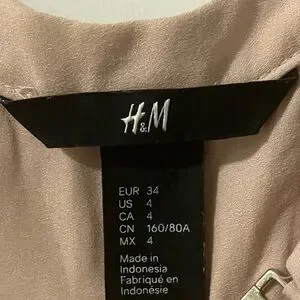 H&M
EUR 34
US 4
CA 4
CN 160/80A
MX 4
Made in
Indonesia
Fabriqué en
Indonésie